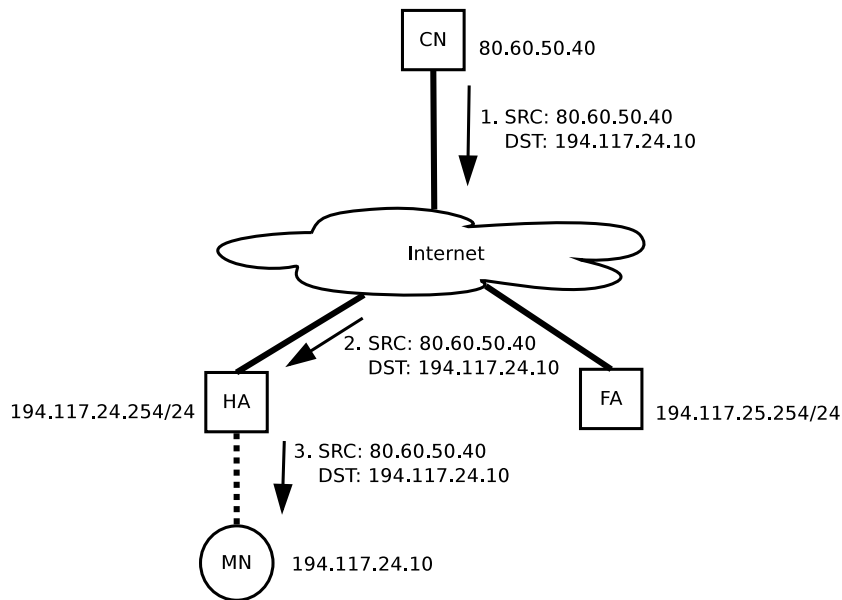 CN
80.60.50.40
1. SRC: 80.60.50.40
DST: 194.117.24.10
Internet
2. SRC: 80.60.50.40
DST: 194.117.24.10
HA
194.117.24.254/24
FA
194.117.25.254/24
3. SRC: 80.60.50.40
DST: 194.117.24.10
MN
194.117.24.10